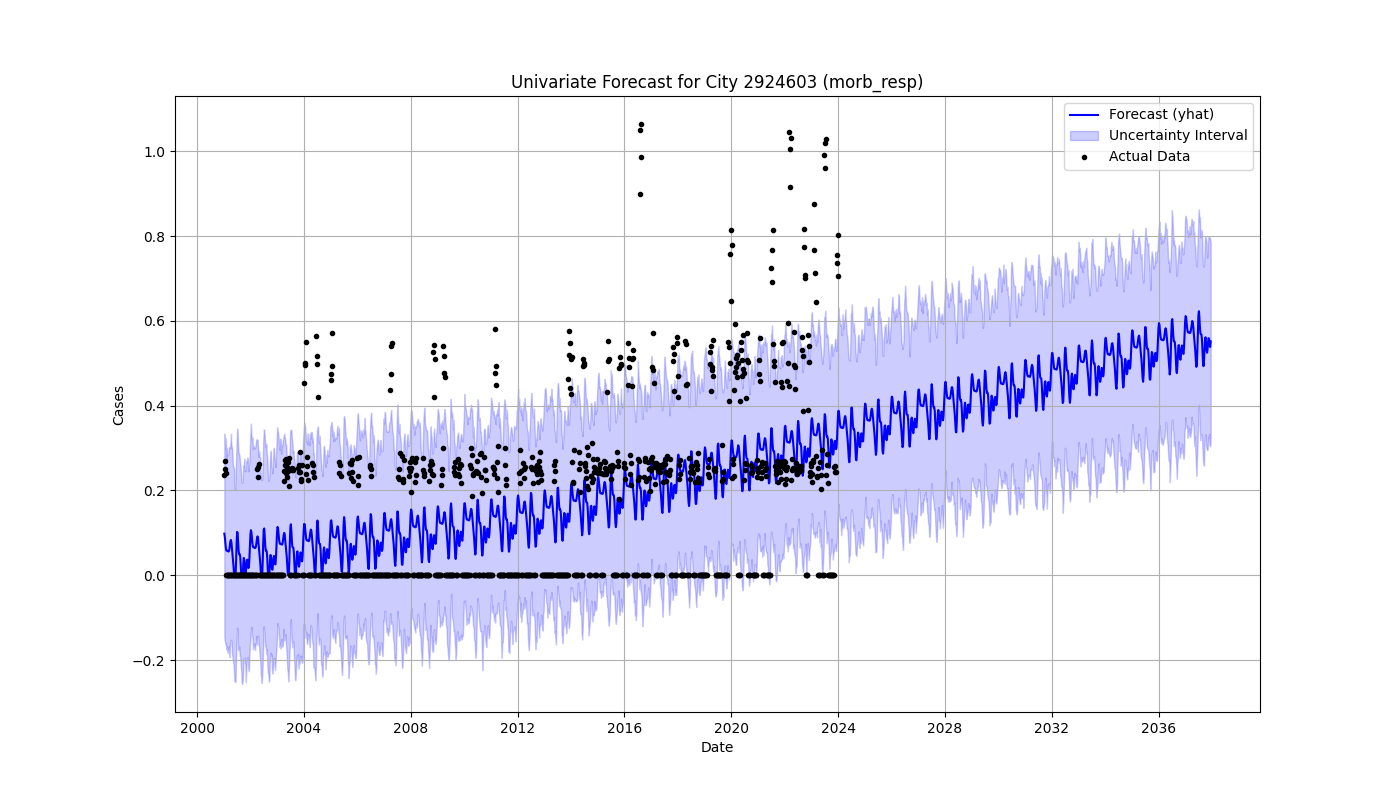 Univariate Forecast for City 2924603 (morb_resp)
Forecast (yhat)
Uncertainty Interval
Actual Data
Cases
1.0
0.8
0.6
0.4
0.2
0.0
−0.2
2000 2004 2008 2012 2016 2020 2024 2028 2032 2036
Date